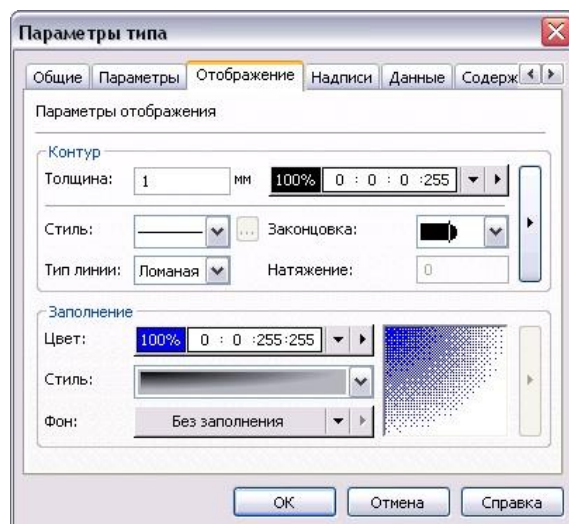 Параметры типа
Общие Параметры Отображение Надписи Данные Содерж
Параметры отображения
Контур
Толщина: 1 мм 100% 0 : 0 : 0 :255
Стиль: ... Законцовка:
Тип линии: Ломаная Натяжение: 0
Заполнение
Цвет: 100% 0 : 0 :255:255
Стиль:
Фон: Без заполнения
ОК Отмена Справка